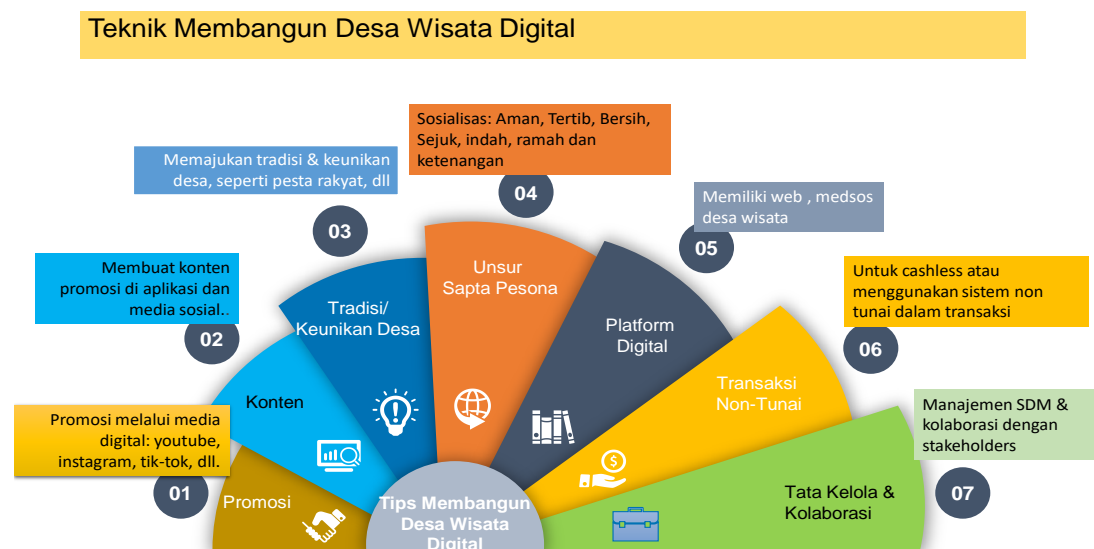 Teknik Membangun Desa Wisata Digital
Sosialisas: Aman, Tertib, Bersih,
Sejuk, indah, ramah dan
ketenangan
04
Memajukan tradisi & keunikan
desa, seperti pesta rakyat, dll
03
Memiliki web , medsos
desa wisata
05
Membuat konten
promosi di aplikasi dan
media sosial..
02
Untuk cashless atau
menggunakan sistem non
tunai dalam transaksi
06
Promosi melalui media
digital: youtube,
instagram, tik-tok, dll.
01
Manajemen SDM &
kolaborasi dengan
stakeholders
07
Promosi
Konten
Tradisi/
Keunikan Desa
Unsur
Sapta Pesona
Platform
Digital
Transaksi
Non-Tunai
Tata Kelola &
Kolaborasi
Tips Membangun
Desa Wisata
Digital